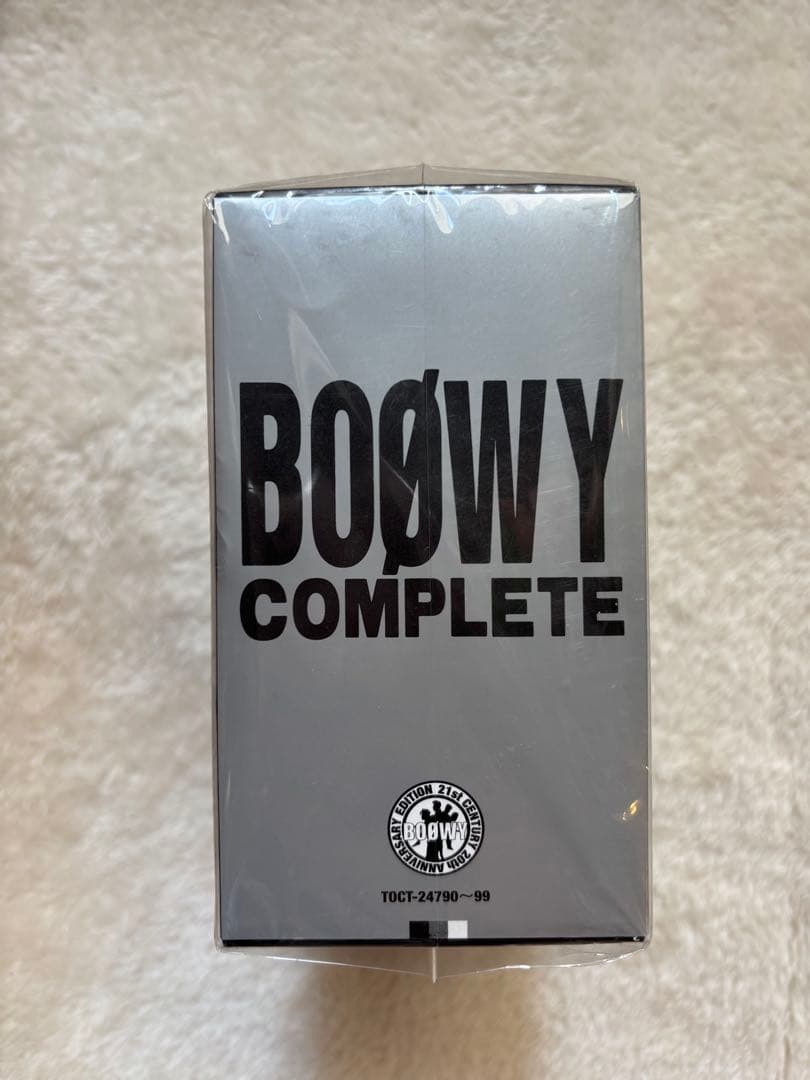 BOØWY
COMPLETE
21st CENTURY 20th ANNIVERSARY EDITION
BOØWY
TOCT-24790〜99